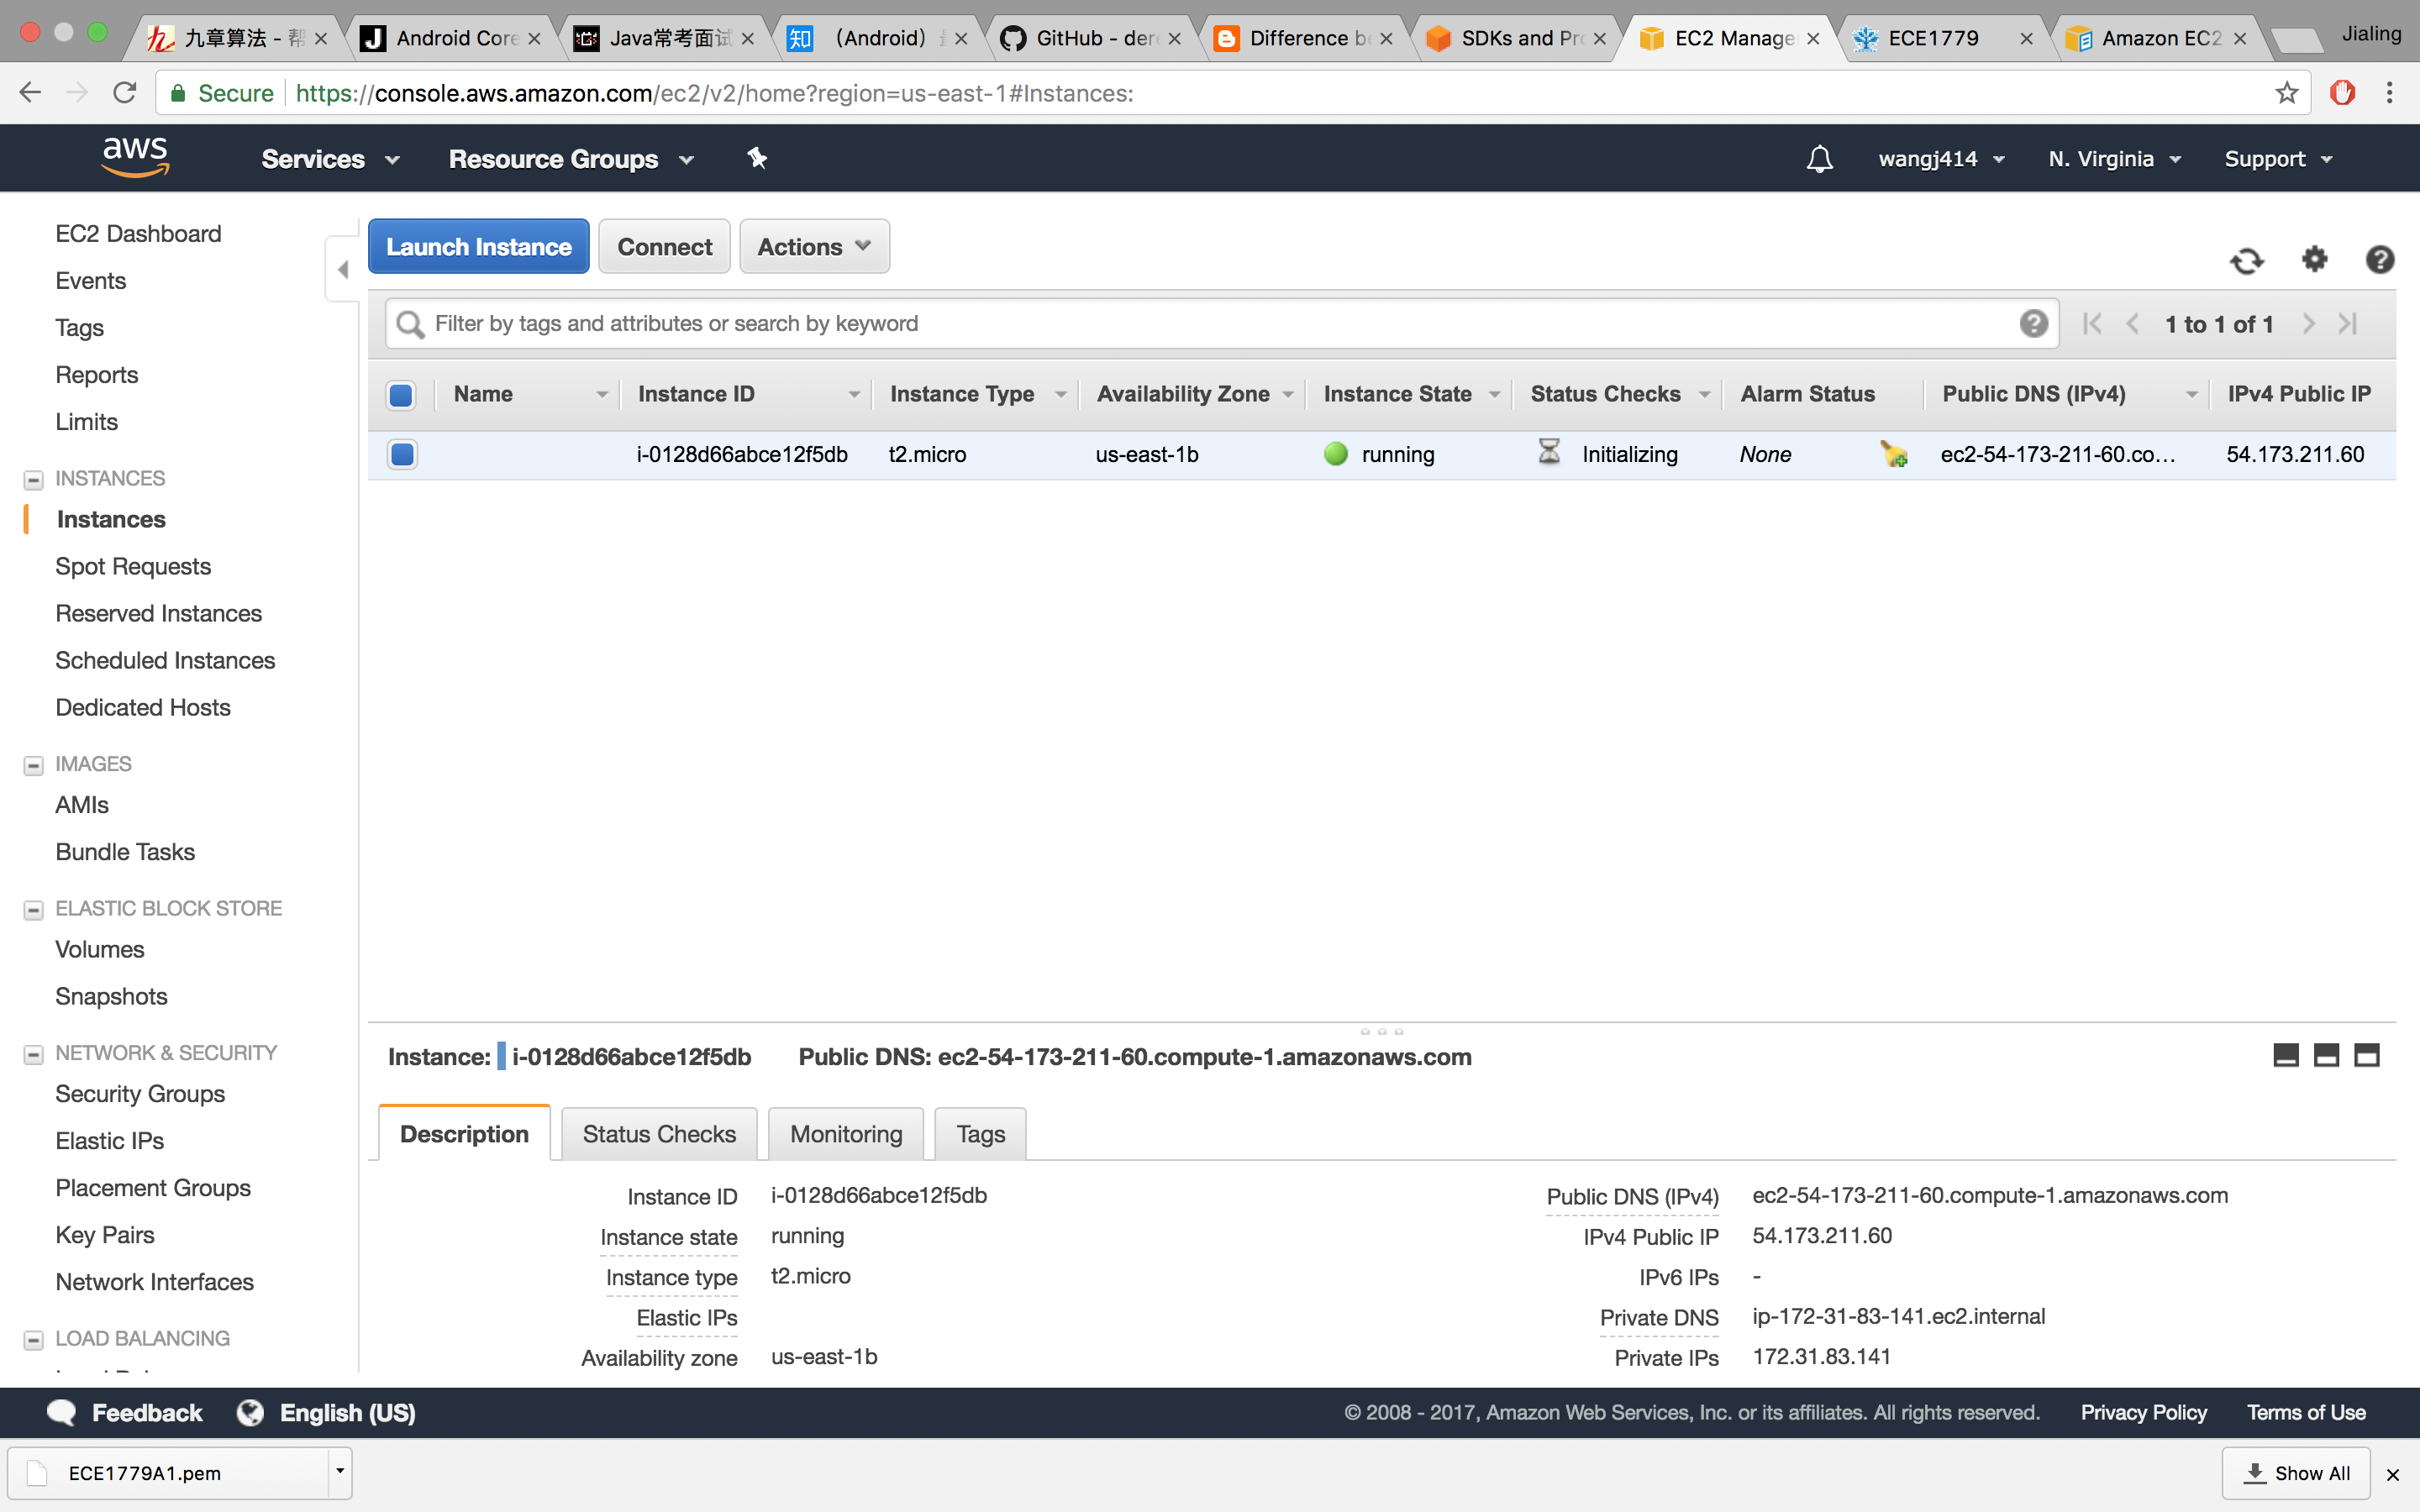 九章算法 - 帮
Android Core
Java常考面试
知 （Android）
GitHub - dere
Difference be
SDKs and Pro
EC2 Manage
ECE1779
Amazon EC2
Jialing
Secure
https://console.aws.amazon.com/ec2/v2/home?region=us-east-1#Instances:
aws
Services
Resource Groups
wangj414
N. Virginia
Support
EC2 Dashboard
Events
Tags
Reports
Limits
INSTANCES
Instances
Spot Requests
Reserved Instances
Scheduled Instances
Dedicated Hosts
IMAGES
AMIs
Bundle Tasks
ELASTIC BLOCK STORE
Volumes
Snapshots
NETWORK & SECURITY
Security Groups
Elastic IPs
Placement Groups
Key Pairs
Network Interfaces
LOAD BALANCING
Launch Instance
Connect
Actions
Filter by tags and attributes or search by keyword
1 to 1 of 1
Name Instance ID Instance Type Availability Zone Instance State Status Checks Alarm Status Public DNS (IPv4) IPv4 Public IP
i-0128d66abce12f5db t2.micro us-east-1b running Initializing None ec2-54-173-211-60.co... 54.173.211.60
Instance: i-0128d66abce12f5db Public DNS: ec2-54-173-211-60.compute-1.amazonaws.com
Description
Status Checks
Monitoring
Tags
Instance ID i-0128d66abce12f5db
Instance state running
Instance type t2.micro
Elastic IPs
Availability zone us-east-1b
Public DNS (IPv4) ec2-54-173-211-60.compute-1.amazonaws.com
IPv4 Public IP 54.173.211.60
IPv6 IPs -
Private DNS ip-172-31-83-141.ec2.internal
Private IPs 172.31.83.141
Feedback
English (US)
© 2008 - 2017, Amazon Web Services, Inc. or its affiliates. All rights reserved.
Privacy Policy
Terms of Use
ECE1779A1.pem
Show All